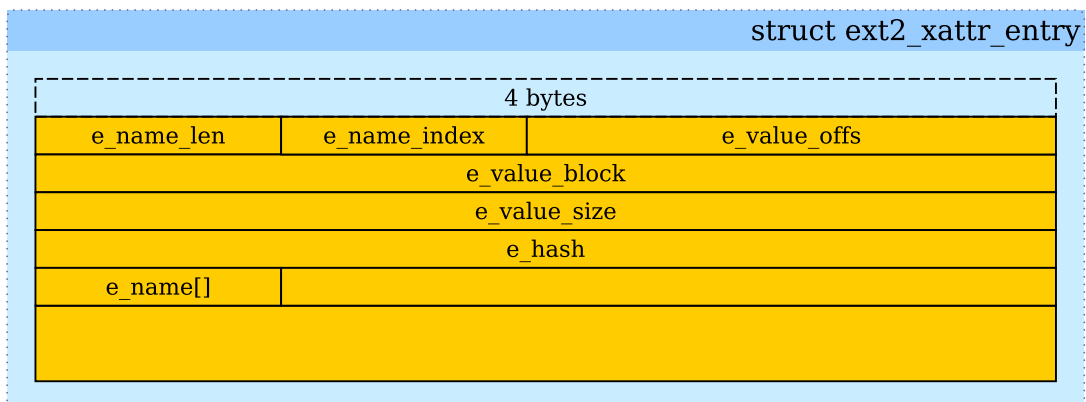 struct ext2_xattr_entry
4 bytes
e_name_len e_name_index e_value_offs
e_value_block
e_value_size
e_hash
e_name[]